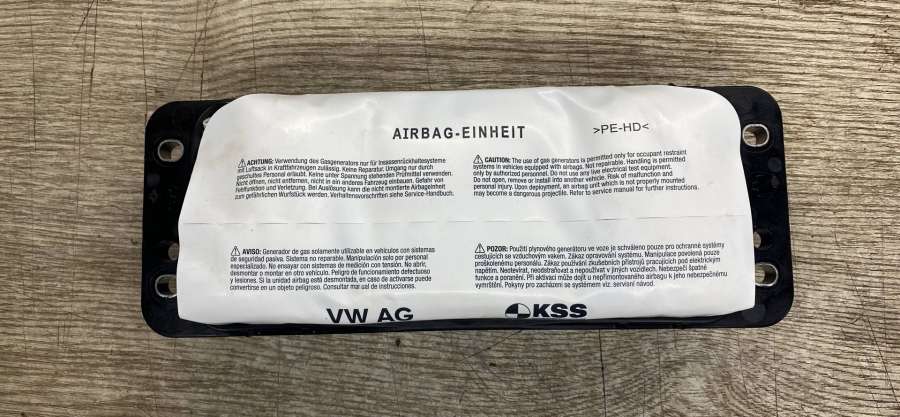 AIRBAG-EINHEIT
>PE-HD<
ACHTUNG: Verwendung des Gasgenerators nur für Insassenrückhaltesysteme
mit Luftsack in Kraftfahrzeugen zulässig. Keine Reparatur. Umgang nur durch
geschultes Personal erlaubt. Keine unter Spannung stehenden Prüfmittel verwenden.
Nicht öffnen, nicht entfernen, nicht in ein anderes Fahrzeug einbauen. Gefahr von
Fehlfunktion und Verletzung. Bei Auslösung kann die nicht montierte Airbageinheit
zum gefährlichen Wurfstück werden. Verhaltensvorschriften siehe Service-Handbuch.
CAUTION: The use of gas generators is permitted only for occupant restraint
systems in vehicles equipped with airbags. Not repairable. Handling is permitted
only by authorized personnel. Do not use any live electrical test equipment.
Do not open, remove or install into another vehicle. Risk of malfunction and
personal injury. Upon deployment, an airbag unit which is not properly mounted
may become a dangerous projectile. Refer to service manual for further instructions.
AVISO: Generador de gas solamente utilizable en vehículos con sistemas
de seguridad pasiva. Sistema no reparable. Manipulación solo por personal
especializado. No ensayar con sistemas de medición con tensión. No abrir,
desmontar o montar en otro vehículo. Peligro de funcionamiento defectuoso
y lesiones. Si la unidad airbag está desmontada, en caso de activarse puede
convertirse en un objeto peligroso. Consultar manual de instrucciones.
POZOR: Použití plynového generátoru ve voze je schváleno pouze pro ochranné systémy
cestujících se vzduchovým vakem. Zákaz opravování systému. Manipulace povolená pouze
proškolenému personálu. Zákaz používání zkušebních přístrojů pracujících pod elektrickým
napětím. Neotevírat, neodstraňovat a nepoužívat v jiných vozidlech. Nebezpečí špatné
funkce a poranění. Při aktivaci může dojít u nepřimontovaného airbagu k jeho nebezpečnému
vymrštění. Pokyny pro zacházení se systémem viz. servisní návod.
VW AG
KSS